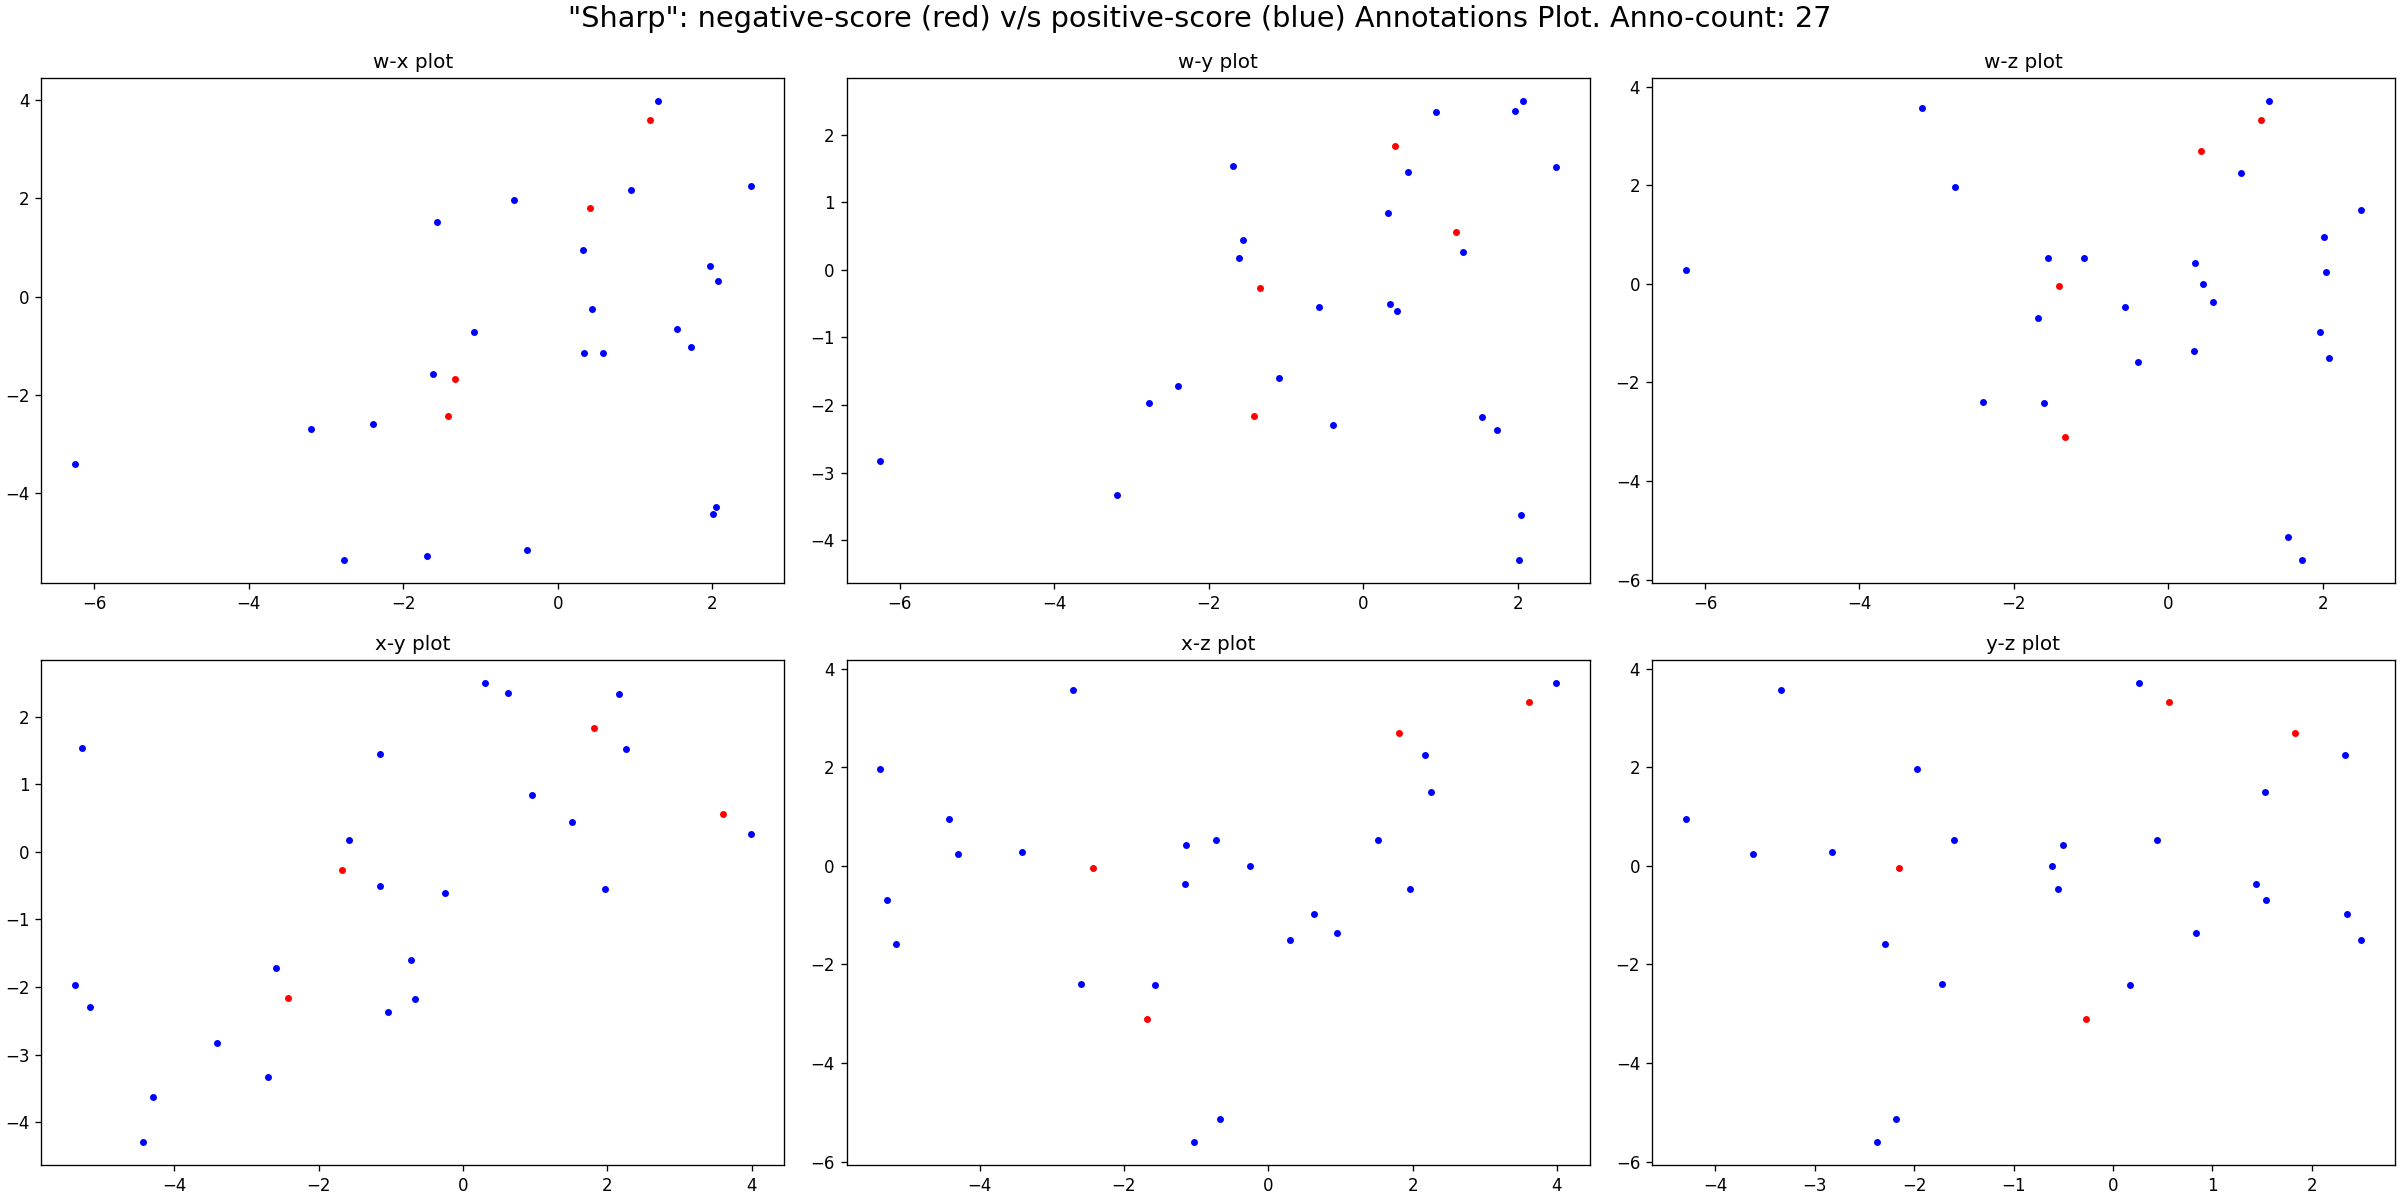 "Sharp": negative-score (red) v/s positive-score (blue) Annotations Plot. Anno-count: 27
w-x plot
4
2
0
−2
−4
−6 −4 −2 0 2
w-y plot
2
1
0
−1
−2
−3
−4
−6 −4 −2 0 2
w-z plot
4
2
0
−2
−4
−6
−6 −4 −2 0 2
x-y plot
2
1
0
−1
−2
−3
−4
−4 −2 0 2 4
x-z plot
4
2
0
−2
−4
−6
−4 −2 0 2 4
y-z plot
4
2
0
−2
−4
−6
−4 −3 −2 −1 0 1 2